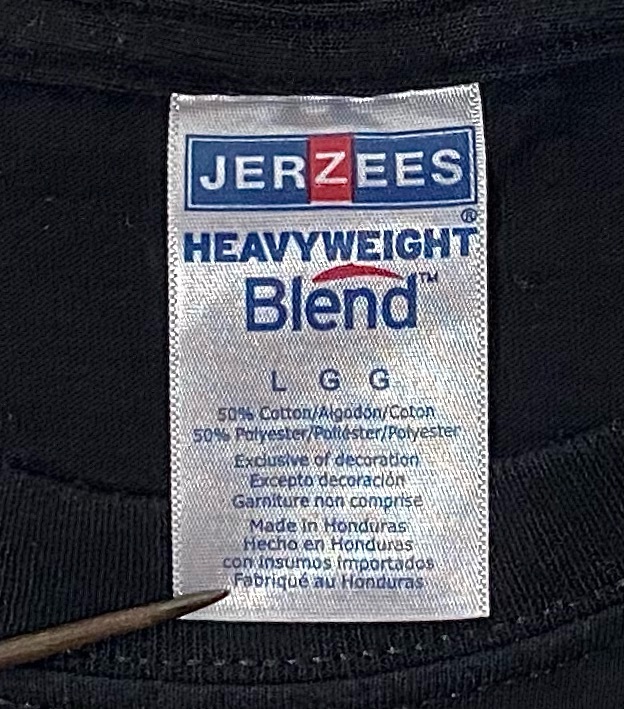 JERZEES®
HEAVYWEIGHT
Blend™
L G G
50% Cotton/Algodón/Coton
50% Polyester/Poliéster/Polyester
Exclusive of decoration
Excepto decoración
Garniture non comprise
Made in Honduras
Hecho en Honduras
con insumos importados
Fabriqué au Honduras